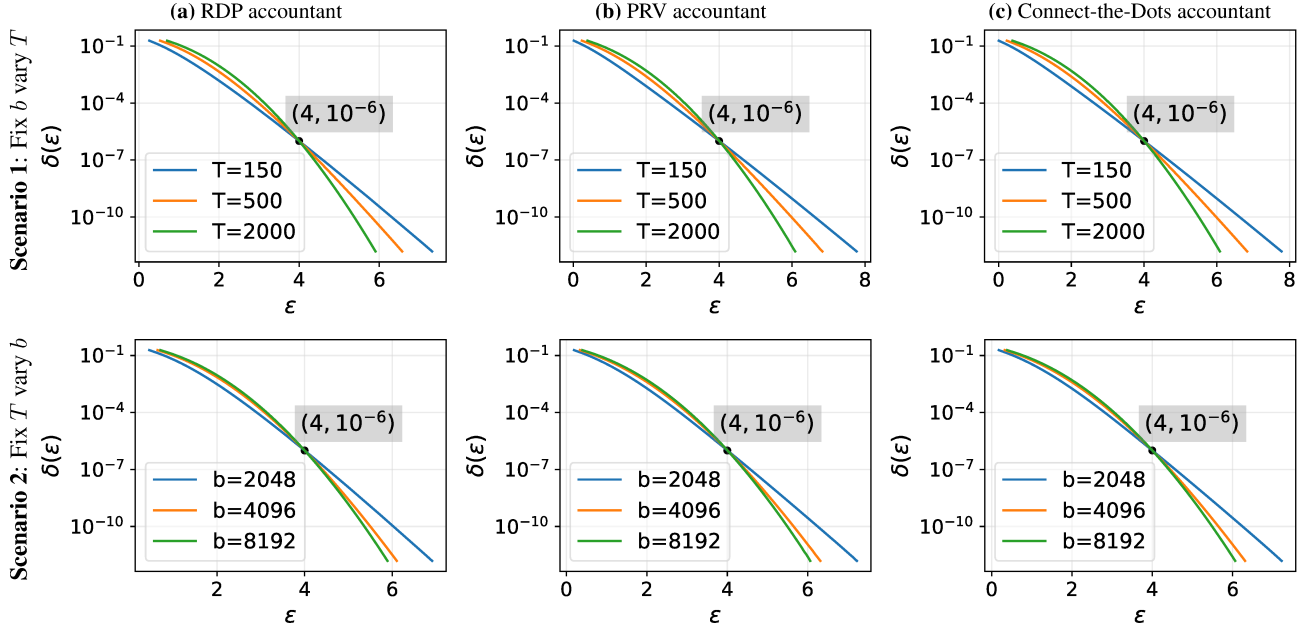 (a) RDP accountant
(b) PRV accountant
(c) Connect-the-Dots accountant
Scenario 1: Fix b vary T
δ(ε)
10⁻¹
10⁻⁴
10⁻⁷
10⁻¹⁰
(4, 10⁻⁶)
T=150
T=500
T=2000
0 2 4 6
ε
δ(ε)
10⁻¹
10⁻⁴
10⁻⁷
10⁻¹⁰
(4, 10⁻⁶)
T=150
T=500
T=2000
0 2 4 6 8
ε
δ(ε)
10⁻¹
10⁻⁴
10⁻⁷
10⁻¹⁰
(4, 10⁻⁶)
T=150
T=500
T=2000
0 2 4 6 8
ε
Scenario 2: Fix T vary b
δ(ε)
10⁻¹
10⁻⁴
10⁻⁷
10⁻¹⁰
(4, 10⁻⁶)
b=2048
b=4096
b=8192
2 4 6
ε
δ(ε)
10⁻¹
10⁻⁴
10⁻⁷
10⁻¹⁰
(4, 10⁻⁶)
b=2048
b=4096
b=8192
0 2 4 6
ε
δ(ε)
10⁻¹
10⁻⁴
10⁻⁷
10⁻¹⁰
(4, 10⁻⁶)
b=2048
b=4096
b=8192
0 2 4 6
ε